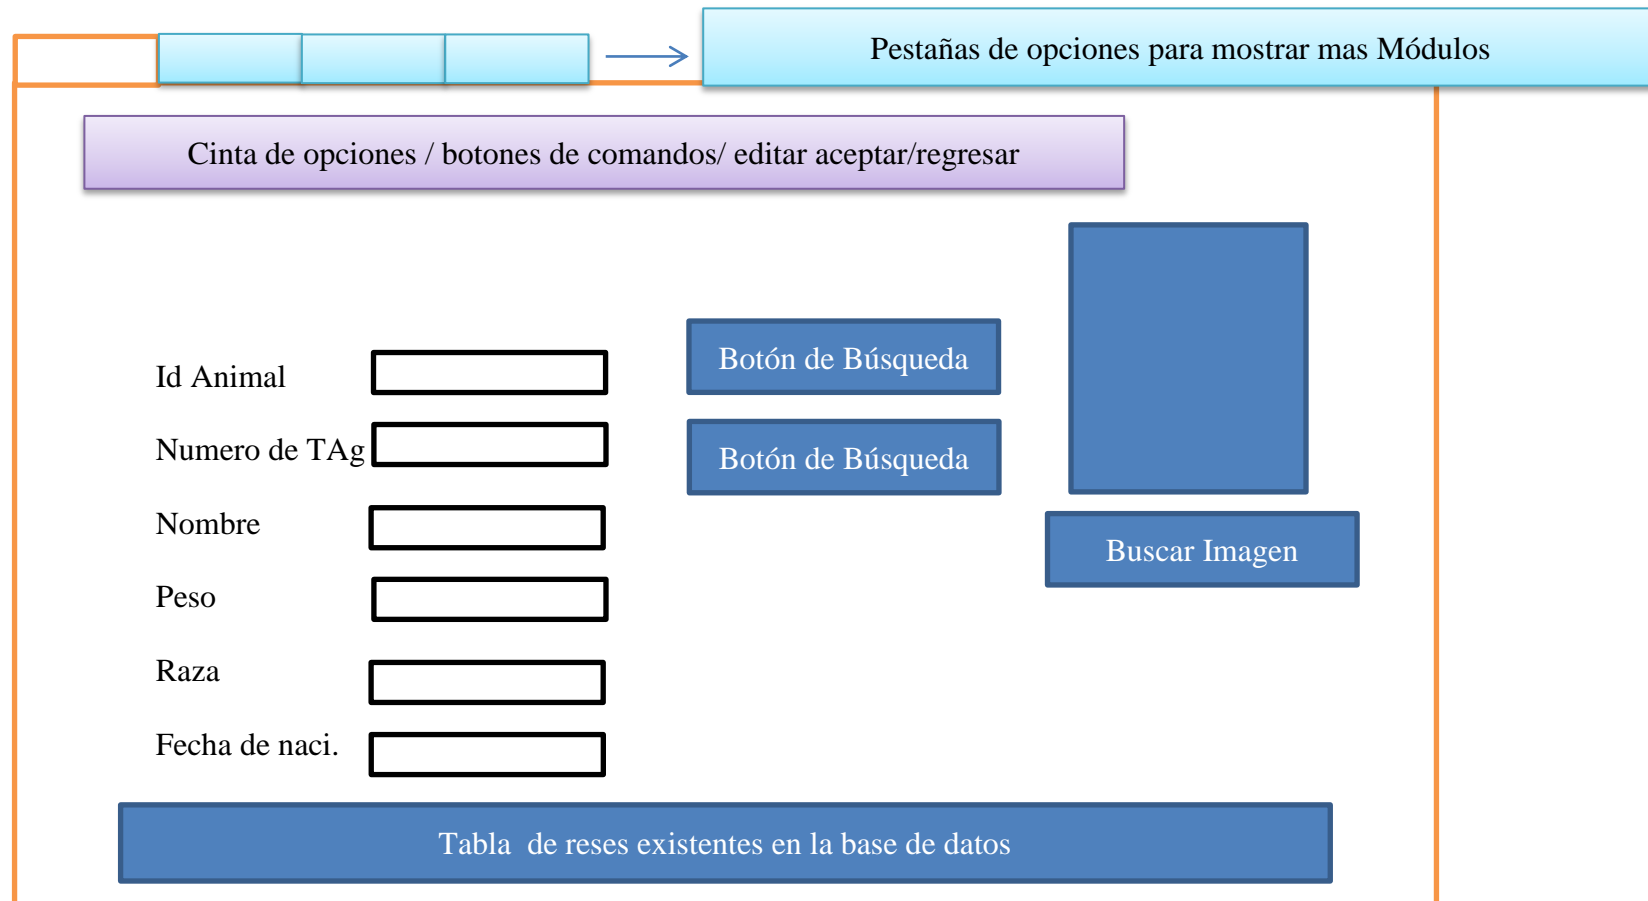 Pestañas de opciones para mostrar mas Módulos
Cinta de opciones / botones de comandos/ editar aceptar/regresar
Id Animal
Botón de Búsqueda
Numero de TAg
Botón de Búsqueda
Nombre
Buscar Imagen
Peso
Raza
Fecha de naci.
Tabla  de reses existentes en la base de datos